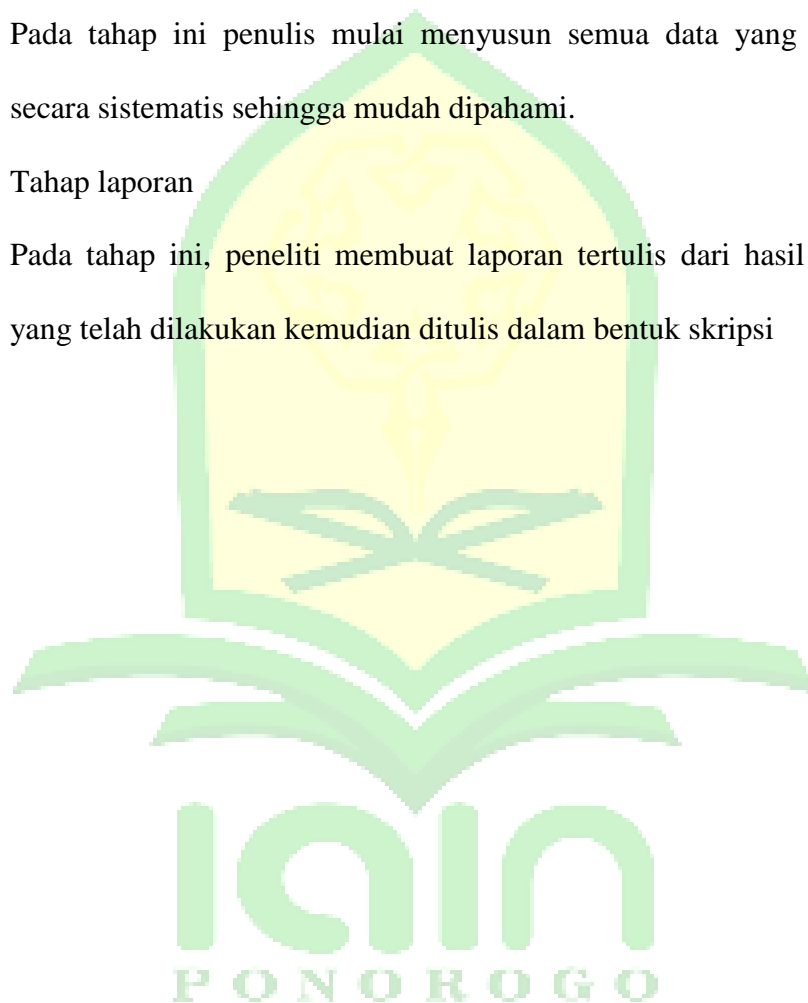 Pada tahap ini penulis mulai menyusun semua data yang
secara sistematis sehingga mudah dipahami.
Tahap laporan
Pada tahap ini, peneliti membuat laporan tertulis dari hasil
yang telah dilakukan kemudian ditulis dalam bentuk skripsi
iain
PONOROGO